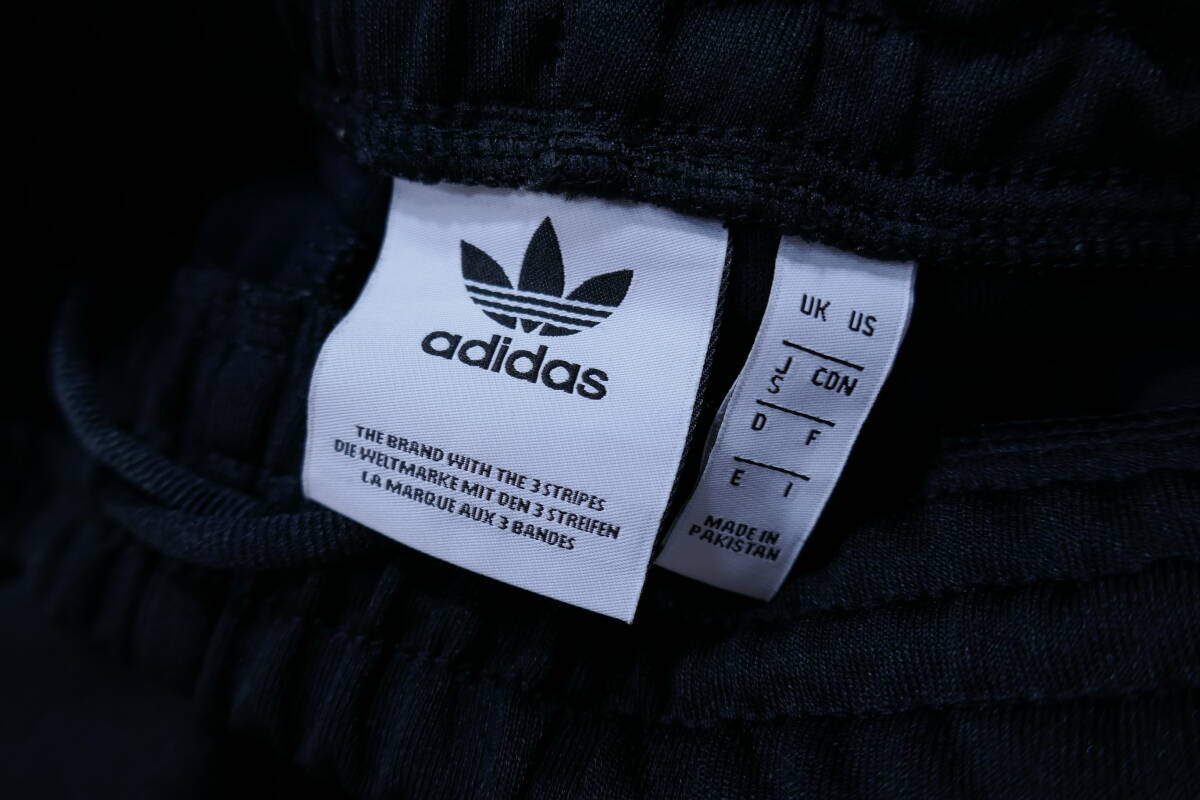 adidas
THE BRAND WITH THE 3 STRIPES
DIE WELTMARKE MIT DEN 3 STREIFEN
LA MARQUE AUX 3 BANDES
UK US
J
S CDN
D F
E I
MADE IN
PAKISTAN